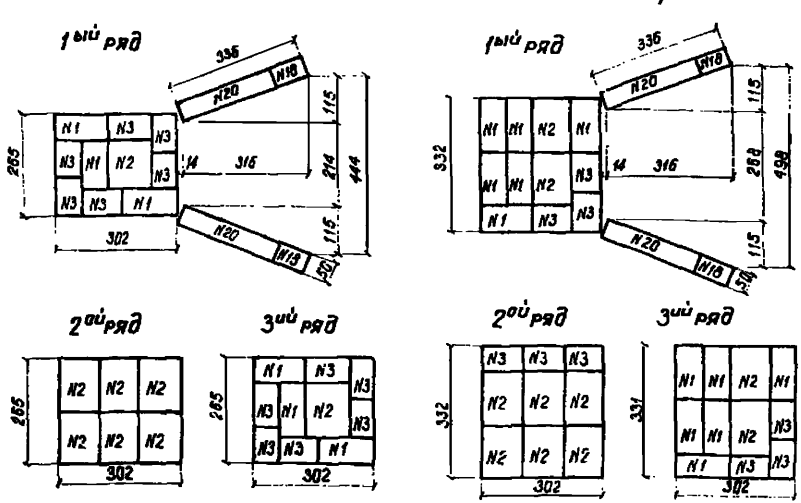 1ый ряд
336
N20
N18
115
N1 N3 N3
265
N3 N1 N2 N3
14 316
214
444
N3 N3 N1
302
N20
N18
115
50
1ый ряд
336
N20
N18
115
N1 N1 N2 N1
332
14 316
268
498
N1 N1 N2 N3
N1 N3 N3
N20
N18
115
50
2ой ряд
265
N2 N2 N2
N2 N2 N2
302
3ий ряд
265
N1 N3 N3
N3 N1 N2 N3
N3 N3 N1
302
2ой ряд
332
N3 N3 N3
N2 N2 N2
N2 N2 N2
302
3ий ряд
331
N1 N1 N2 N1
N1 N1 N2 N3
N1 N3 N3
302